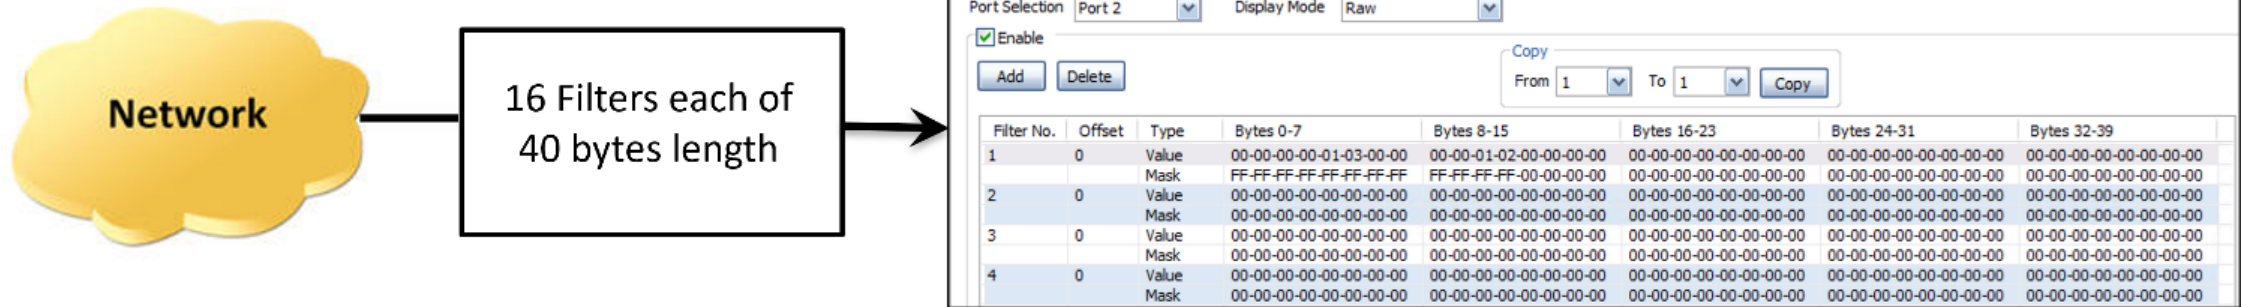 Network
16 Filters each of
40 bytes length
Port Selection Port 2 Display Mode Raw
Enable
Add Delete
Copy
From 1 To 1 Copy
Filter No. Offset Type Bytes 0-7 Bytes 8-15 Bytes 16-23 Bytes 24-31 Bytes 32-39
1 0 Value 00-00-00-00-01-03-00-00 00-00-01-02-00-00-00-00 00-00-00-00-00-00-00-00 00-00-00-00-00-00-00-00 00-00-00-00-00-00-00-00
Mask FF-FF-FF-FF-FF-FF-FF-FF FF-FF-FF-FF-00-00-00-00 00-00-00-00-00-00-00-00 00-00-00-00-00-00-00-00 00-00-00-00-00-00-00-00
2 0 Value 00-00-00-00-00-00-00-00 00-00-00-00-00-00-00-00 00-00-00-00-00-00-00-00 00-00-00-00-00-00-00-00 00-00-00-00-00-00-00-00
Mask 00-00-00-00-00-00-00-00 00-00-00-00-00-00-00-00 00-00-00-00-00-00-00-00 00-00-00-00-00-00-00-00 00-00-00-00-00-00-00-00
3 0 Value 00-00-00-00-00-00-00-00 00-00-00-00-00-00-00-00 00-00-00-00-00-00-00-00 00-00-00-00-00-00-00-00 00-00-00-00-00-00-00-00
Mask 00-00-00-00-00-00-00-00 00-00-00-00-00-00-00-00 00-00-00-00-00-00-00-00 00-00-00-00-00-00-00-00 00-00-00-00-00-00-00-00
4 0 Value 00-00-00-00-00-00-00-00 00-00-00-00-00-00-00-00 00-00-00-00-00-00-00-00 00-00-00-00-00-00-00-00 00-00-00-00-00-00-00-00
Mask 00-00-00-00-00-00-00-00 00-00-00-00-00-00-00-00 00-00-00-00-00-00-00-00 00-00-00-00-00-00-00-00 00-00-00-00-00-00-00-00